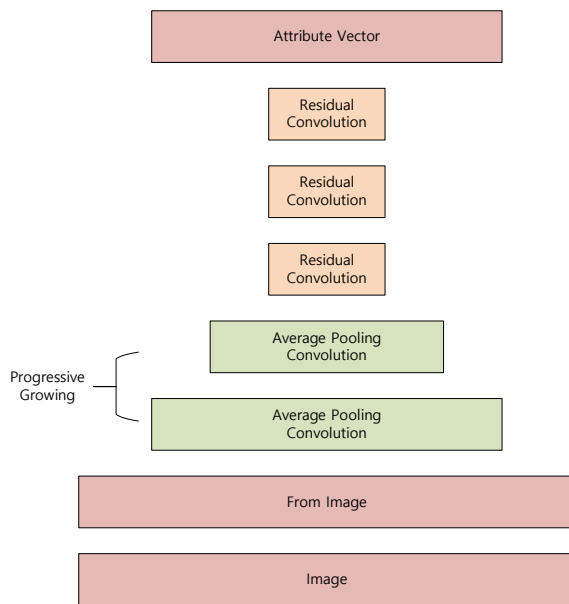 Attribute Vector
Residual
Convolution
Residual
Convolution
Residual
Convolution
Average Pooling
Convolution
Progressive
Growing
Average Pooling
Convolution
From Image
Image